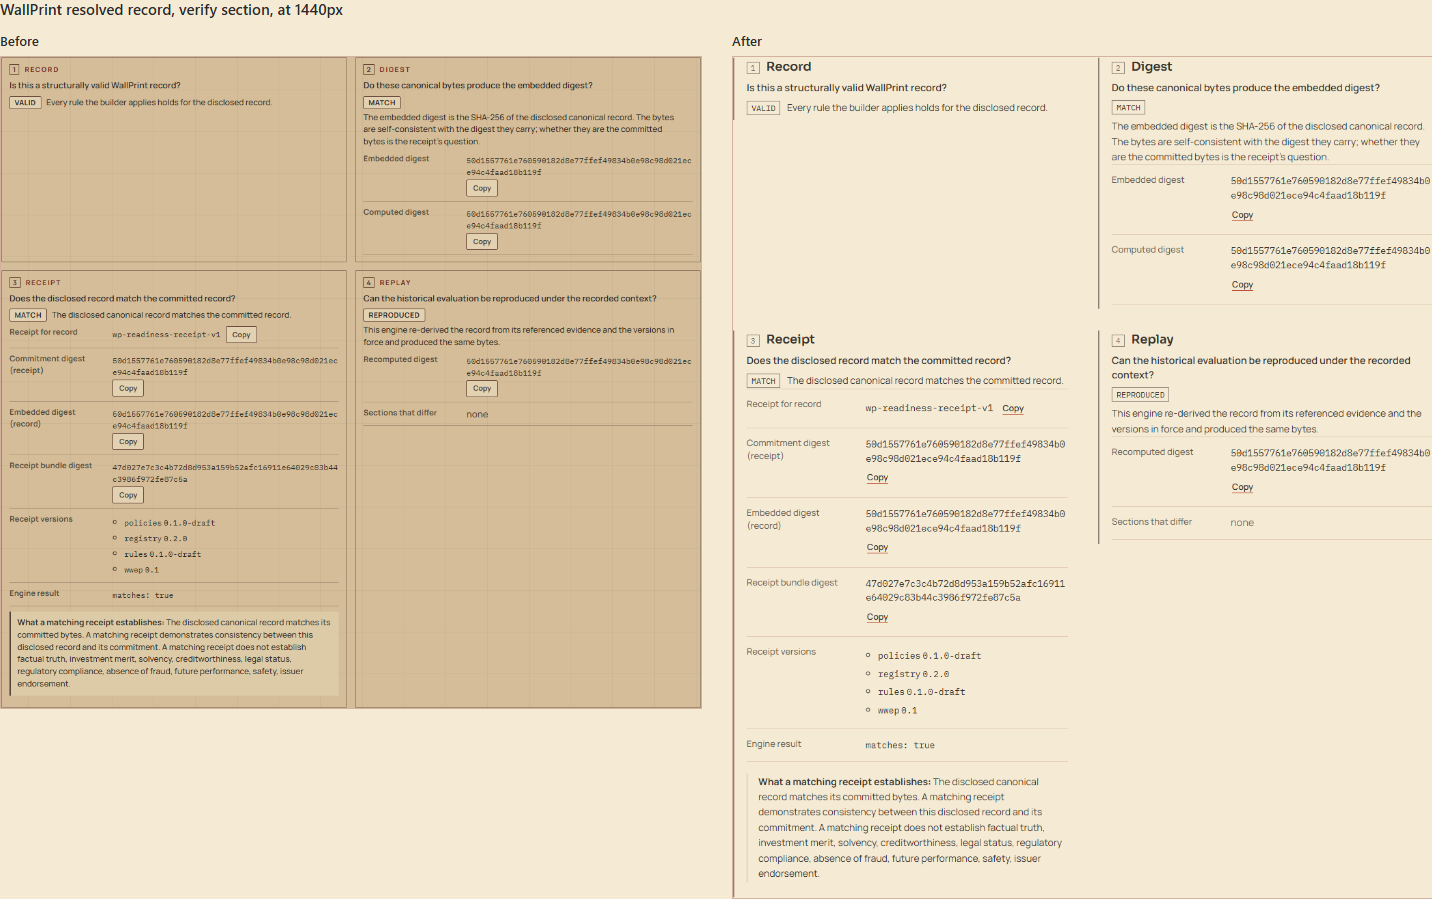 WallPrint resolved record, verify section, at 1440px
Before
1 RECORD
Is this a structurally valid WallPrint record?
VALID Every rule the builder applies holds for the disclosed record.
2 DIGEST
Do these canonical bytes produce the embedded digest?
MATCH
The embedded digest is the SHA-256 of the disclosed canonical record. The bytes
are self-consistent with the digest they carry; whether they are the committed
bytes is the receipt's question.
Embedded digest
50d1557761e760590182d8e77ffef49834b0e98c98d021ec
e94c4faad18b119f
Copy
Computed digest
50d1557761e760590182d8e77ffef49834b0e98c98d021ec
e94c4faad18b119f
Copy
3 RECEIPT
Does the disclosed record match the committed record?
MATCH The disclosed canonical record matches the committed record.
Receipt for record wp-readiness-receipt-v1 Copy
Commitment digest
(receipt)
50d1557761e760590182d8e77ffef49834b0e98c98d021ec
e94c4faad18b119f
Copy
Embedded digest
(record)
50d1557761e760590182d8e77ffef49834b0e98c98d021ec
e94c4faad18b119f
Copy
Receipt bundle digest
47d027e7c3c4b72d8d953a159b52afc16911e64029c83b44
c3986f972fe87c5a
Copy
Receipt versions
policies 0.1.0-draft
registry 0.2.0
rules 0.1.0-draft
wwep 0.1
Engine result matches: true
What a matching receipt establishes: The disclosed canonical record matches its
committed bytes. A matching receipt demonstrates consistency between this
disclosed record and its commitment. A matching receipt does not establish
factual truth, investment merit, solvency, creditworthiness, legal status,
regulatory compliance, absence of fraud, future performance, safety, issuer
endorsement.
4 REPLAY
Can the historical evaluation be reproduced under the recorded context?
REPRODUCED
This engine re-derived the record from its referenced evidence and the versions in
force and produced the same bytes.
Recomputed digest
50d1557761e760590182d8e77ffef49834b0e98c98d021ec
e94c4faad18b119f
Copy
Sections that differ none
After
1 Record
Is this a structurally valid WallPrint record?
VALID Every rule the builder applies holds for the disclosed record.
2 Digest
Do these canonical bytes produce the embedded digest?
MATCH
The embedded digest is the SHA-256 of the disclosed canonical record.
The bytes are self-consistent with the digest they carry; whether they
are the committed bytes is the receipt's question.
Embedded digest
50d1557761e760590182d8e77ffef49834b0
e98c98d021ece94c4faad18b119f
Copy
Computed digest
50d1557761e760590182d8e77ffef49834b0
e98c98d021ece94c4faad18b119f
Copy
3 Receipt
Does the disclosed record match the committed record?
MATCH The disclosed canonical record matches the committed record.
Receipt for record wp-readiness-receipt-v1 Copy
Commitment digest
(receipt)
50d1557761e760590182d8e77ffef49834b0
e98c98d021ece94c4faad18b119f
Copy
Embedded digest
(record)
50d1557761e760590182d8e77ffef49834b0
e98c98d021ece94c4faad18b119f
Copy
Receipt bundle digest
47d027e7c3c4b72d8d953a159b52afc16911
e64029c83b44c3986f972fe87c5a
Copy
Receipt versions
policies 0.1.0-draft
registry 0.2.0
rules 0.1.0-draft
wwep 0.1
Engine result matches: true
What a matching receipt establishes: The disclosed canonical
record matches its committed bytes. A matching receipt
demonstrates consistency between this disclosed record and its
commitment. A matching receipt does not establish factual truth,
investment merit, solvency, creditworthiness, legal status, regulatory
compliance, absence of fraud, future performance, safety, issuer
endorsement.
4 Replay
Can the historical evaluation be reproduced under the recorded
context?
REPRODUCED
This engine re-derived the record from its referenced evidence and the
versions in force and produced the same bytes.
Recomputed digest
50d1557761e760590182d8e77ffef49834b0
e98c98d021ece94c4faad18b119f
Copy
Sections that differ none